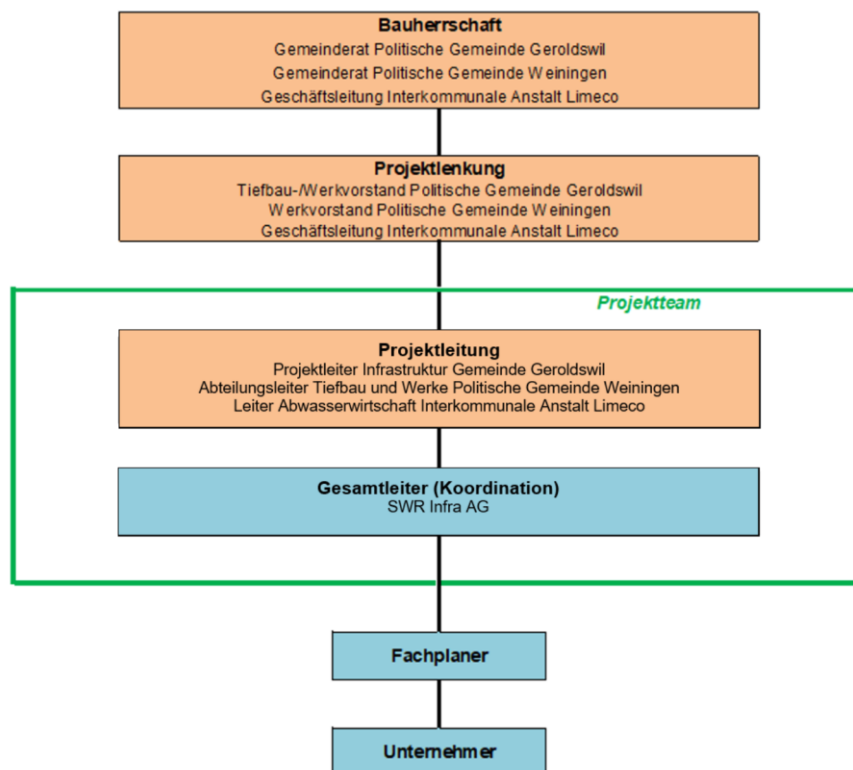 Bauherrschaft
Gemeinderat Politische Gemeinde Geroldswil
Gemeinderat Politische Gemeinde Weiningen
Geschäftsleitung Interkommunale Anstalt Limeco
Projektlenkung
Tiefbau-/Werkvorstand Politische Gemeinde Geroldswil
Werkvorstand Politische Gemeinde Weiningen
Geschäftsleitung Interkommunale Anstalt Limeco
Projektteam
Projektleitung
Projektleiter Infrastruktur Gemeinde Geroldswil
Abteilungsleiter Tiefbau und Werke Politische Gemeinde Weiningen
Leiter Abwasserwirtschaft Interkommunale Anstalt Limeco
Gesamtleiter (Koordination)
SWR Infra AG
Fachplaner
Unternehmer